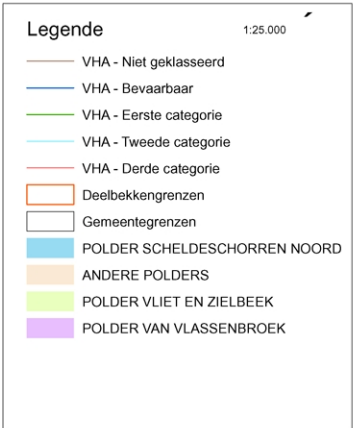 Legende
1:25.000
VHA - Niet geklasseerd
VHA - Bevaarbaar
VHA - Eerste categorie
VHA - Tweede categorie
VHA - Derde categorie
Deelbekkengrenzen
Gemeentegrenzen
POLDER SCHELDESCHORREN NOORD
ANDERE POLDERS
POLDER VLIET EN ZIELBEEK
POLDER VAN VLASSENBROEK